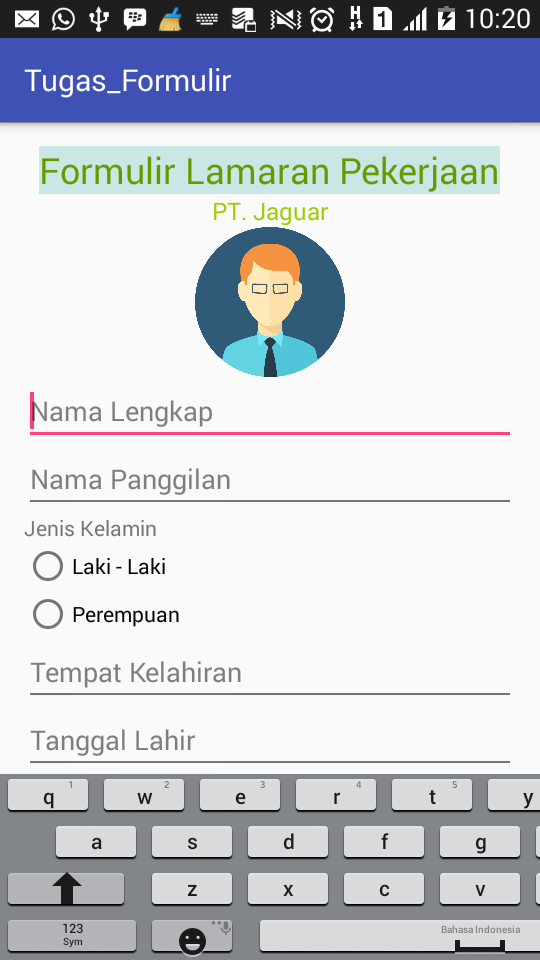 H 1 10:20
Tugas_Formulir
Formulir Lamaran Pekerjaan
PT. Jaguar
Nama Lengkap
Nama Panggilan
Jenis Kelamin
Laki - Laki
Perempuan
Tempat Kelahiran
Tanggal Lahir
1 2 3 4 5
q w e r t y
a s d f g
z x c v
123
Sym
Bahasa Indonesia